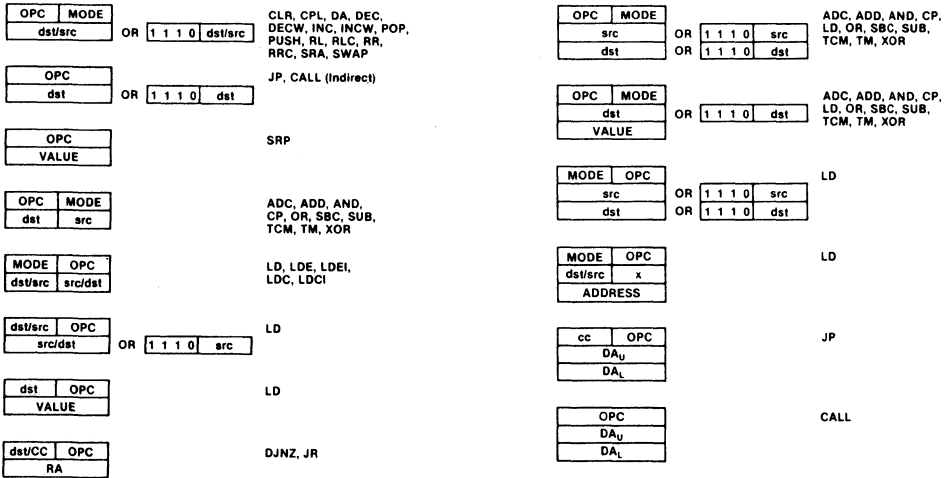 OPC MODE
dst/src OR 1 1 1 0 dst/src
CLR, CPL, DA, DEC,
DECW, INC, INCW, POP,
PUSH, RL, RLC, RR,
RRC, SRA, SWAP
OPC
dst OR 1 1 1 0 dst
JP, CALL (Indirect)
OPC
VALUE
SRP
OPC MODE
dst src
ADC, ADD, AND,
CP, OR, SBC, SUB,
TCM, TM, XOR
MODE OPC
dst/src src/dst
LD, LDE, LDEI,
LDC, LDCI
dst/src OPC
src/dst OR 1 1 1 0 src
LD
dst OPC
VALUE
LD
dst/CC OPC
RA
DJNZ, JR
OPC MODE
src OR 1 1 1 0 src
dst OR 1 1 1 0 dst
ADC, ADD, AND, CP,
LD, OR, SBC, SUB,
TCM, TM, XOR
OPC MODE
dst OR 1 1 1 0 dst
VALUE
ADC, ADD, AND, CP,
LD, OR, SBC, SUB,
TCM, TM, XOR
MODE OPC
src OR 1 1 1 0 src
dst OR 1 1 1 0 dst
LD
MODE OPC
dst/src x
ADDRESS
LD
cc OPC
DAU
DAL
JP
OPC
DAU
DAL
CALL